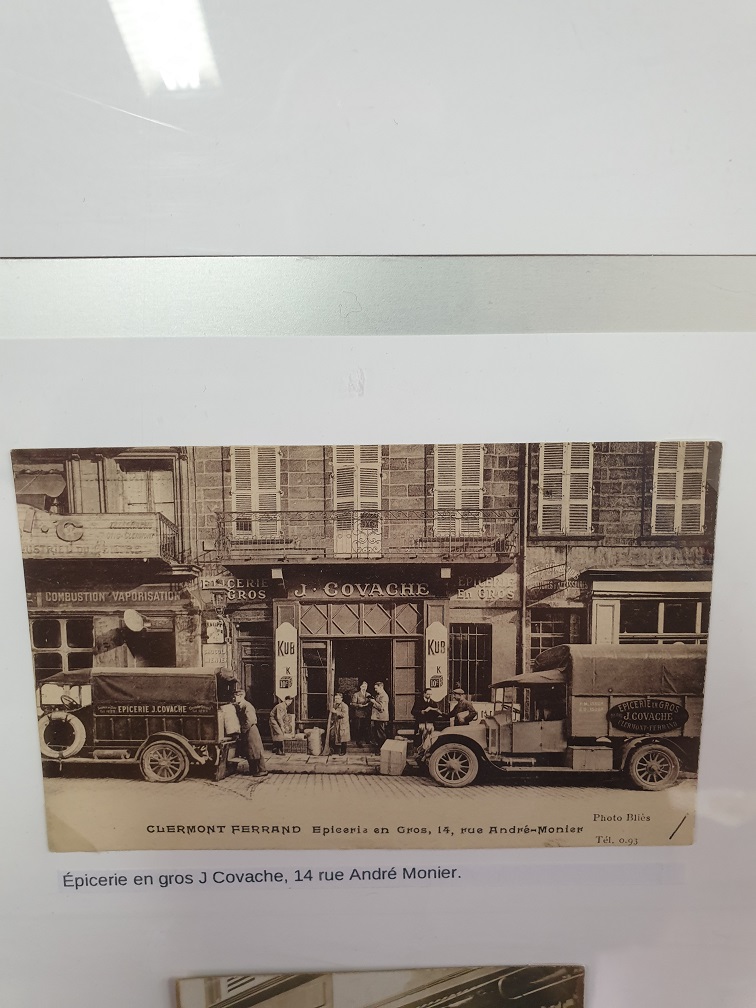 COMBUSTION VAPORISATION
EPICERIE
EN GROS
J. COVACHE
EPICERIE
EN GROS
KUB
K
KUB
K
EPICERIE J. COVACHE
EPICERIE EN GROS
J. COVACHE
CLERMONT-FERRAND
CLERMONT FERRAND Epicerie en Gros, 14, rue André-Monier
Photo Bliès
Tél. 0.93
Épicerie en gros J Covache, 14 rue André Monier.